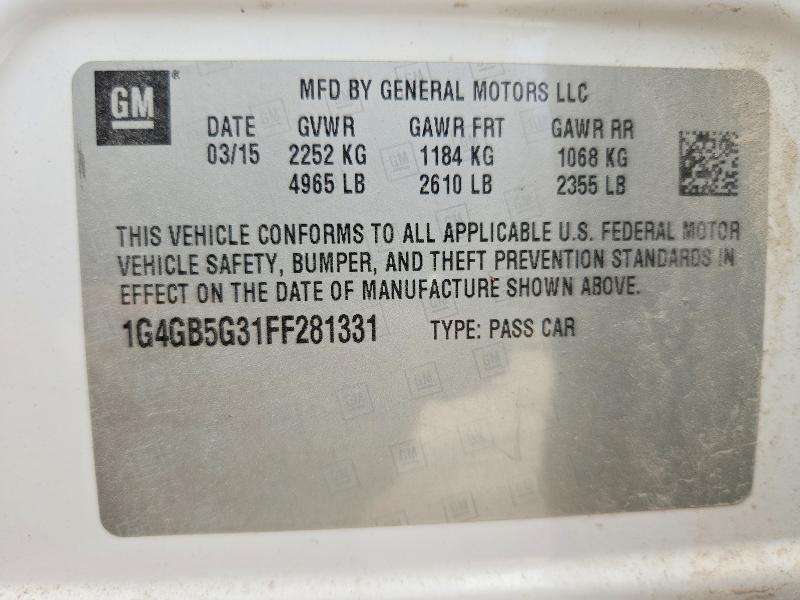 GM
MFD BY GENERAL MOTORS LLC
DATE GVWR GAWR FRT GAWR RR
03/15 2252 KG 1184 KG 1068 KG
4965 LB 2610 LB 2355 LB
THIS VEHICLE CONFORMS TO ALL APPLICABLE U.S. FEDERAL MOTOR
VEHICLE SAFETY, BUMPER, AND THEFT PREVENTION STANDARDS IN
EFFECT ON THE DATE OF MANUFACTURE SHOWN ABOVE.
1G4GB5G31FF281331 TYPE: PASS CAR